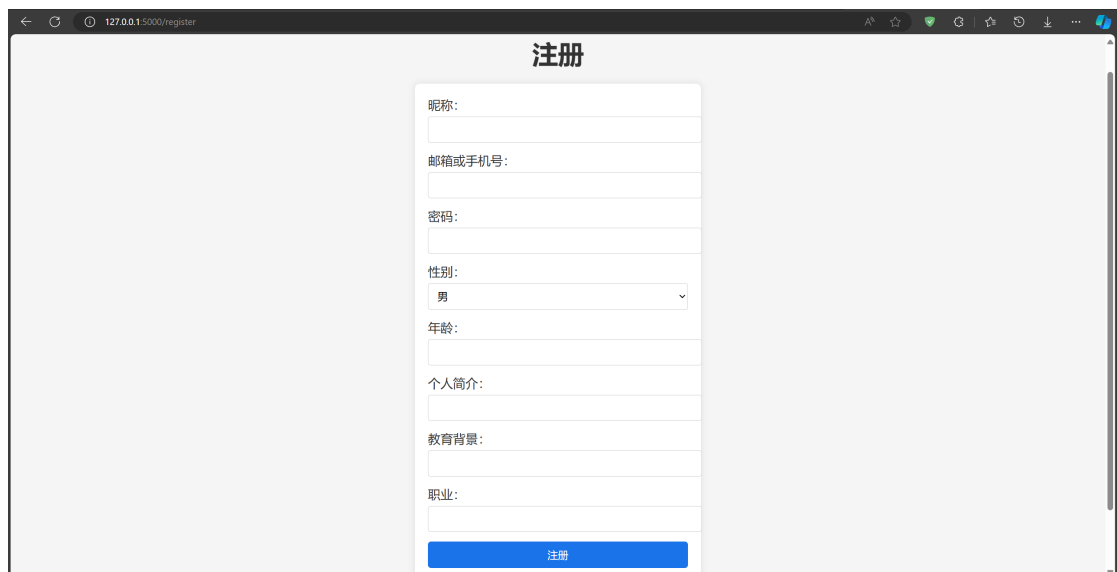 127.0.0.1:5000/register
注册
昵称:
邮箱或手机号:
密码:
性别:
男
年龄:
个人简介:
教育背景:
职业:
注册